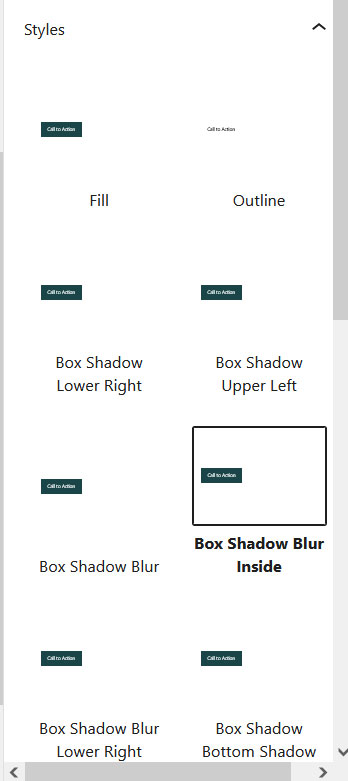 Styles
Call to Action
Call to Action
Fill
Outline
Call to Action
Call to Action
Box Shadow
Lower Right
Box Shadow
Upper Left
Call to Action
Call to Action
Box Shadow Blur
Box Shadow Blur
Inside
Call to Action
Call to Action
Box Shadow Blur
Lower Right
Box Shadow
Bottom Shadow